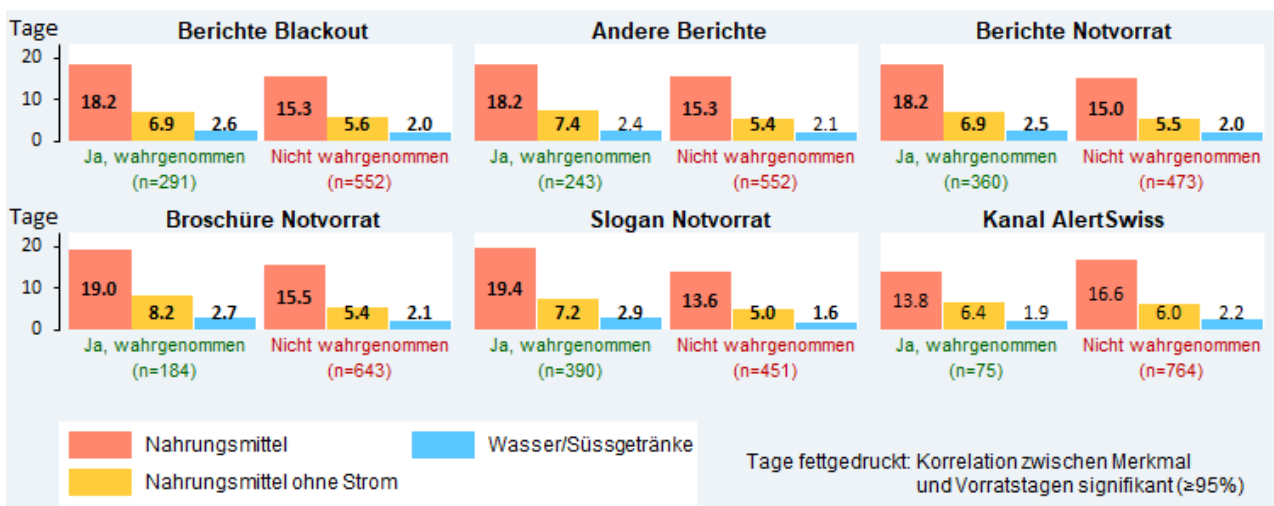 Tage
Berichte Blackout
Andere Berichte
Berichte Notvorrat
20
10
0
18.2
6.9
2.6
15.3
5.6
2.0
18.2
7.4
2.4
15.3
5.4
2.1
18.2
6.9
2.5
15.0
5.5
2.0
Ja, wahrgenommen
(n=291)
Nicht wahrgenommen
(n=552)
Ja, wahrgenommen
(n=243)
Nicht wahrgenommen
(n=552)
Ja, wahrgenommen
(n=360)
Nicht wahrgenommen
(n=473)
Tage
Broschüre Notvorrat
Slogan Notvorrat
Kanal AlertSwiss
20
10
0
19.0
8.2
2.7
15.5
5.4
2.1
19.4
7.2
2.9
13.6
5.0
1.6
13.8
6.4
1.9
16.6
6.0
2.2
Ja, wahrgenommen
(n=184)
Nicht wahrgenommen
(n=643)
Ja, wahrgenommen
(n=390)
Nicht wahrgenommen
(n=451)
Ja, wahrgenommen
(n=75)
Nicht wahrgenommen
(n=764)
Nahrungsmittel
Wasser/Süssgetränke
Nahrungsmittel ohne Strom
Tage fettgedruckt: Korrelation zwischen Merkmal
und Vorratstagen signifikant (≥95%)